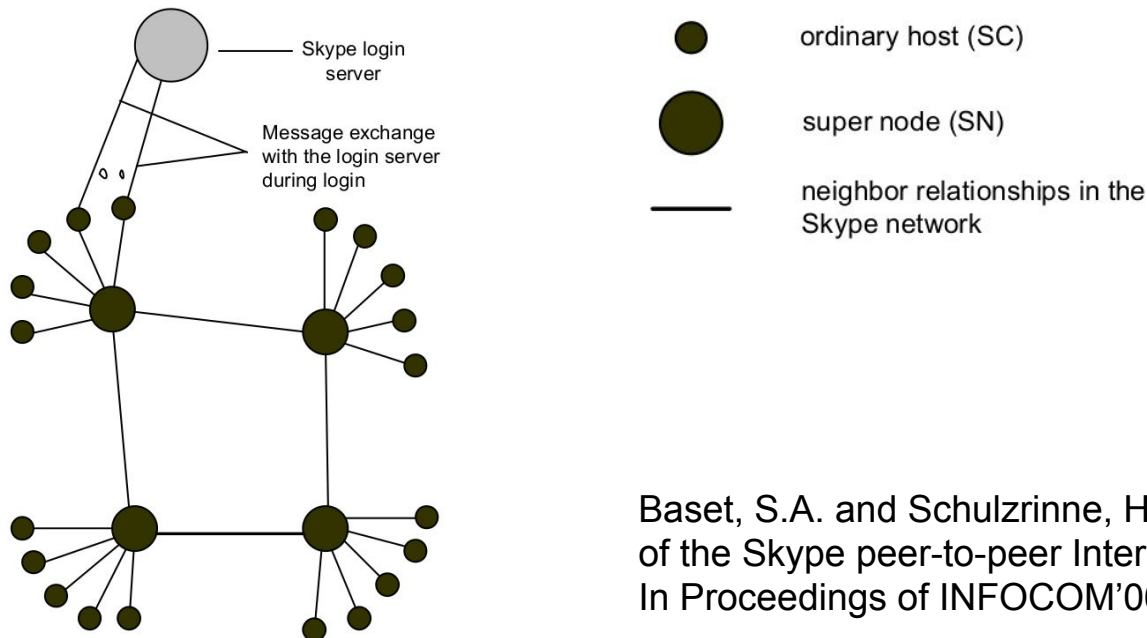 Skype login
server
Message exchange
with the login server
during login
ordinary host (SC)
super node (SN)
neighbor relationships in the
Skype network
Baset, S.A. and Schulzrinne, H
of the Skype peer-to-peer Inter
In Proceedings of INFOCOM'06